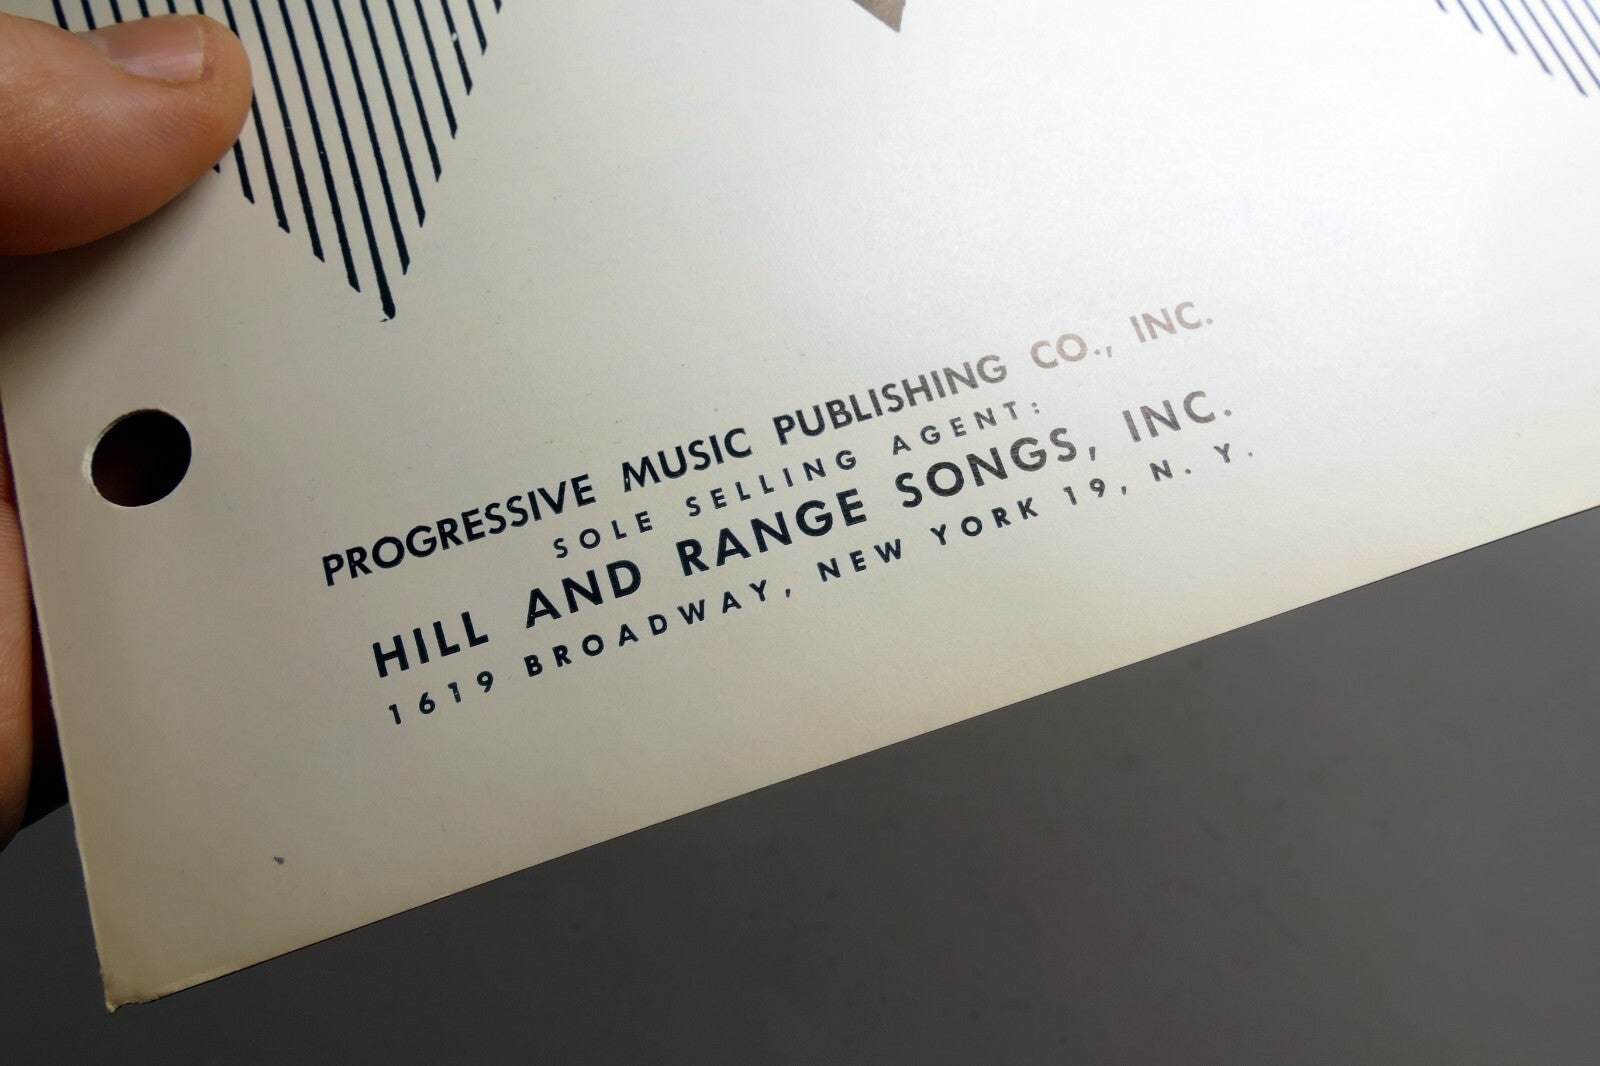 PROGRESSIVE MUSIC PUBLISHING CO., INC.
SOLE SELLING AGENT:
HILL AND RANGE SONGS, INC.
1619 BROADWAY, NEW YORK 19, N. Y.